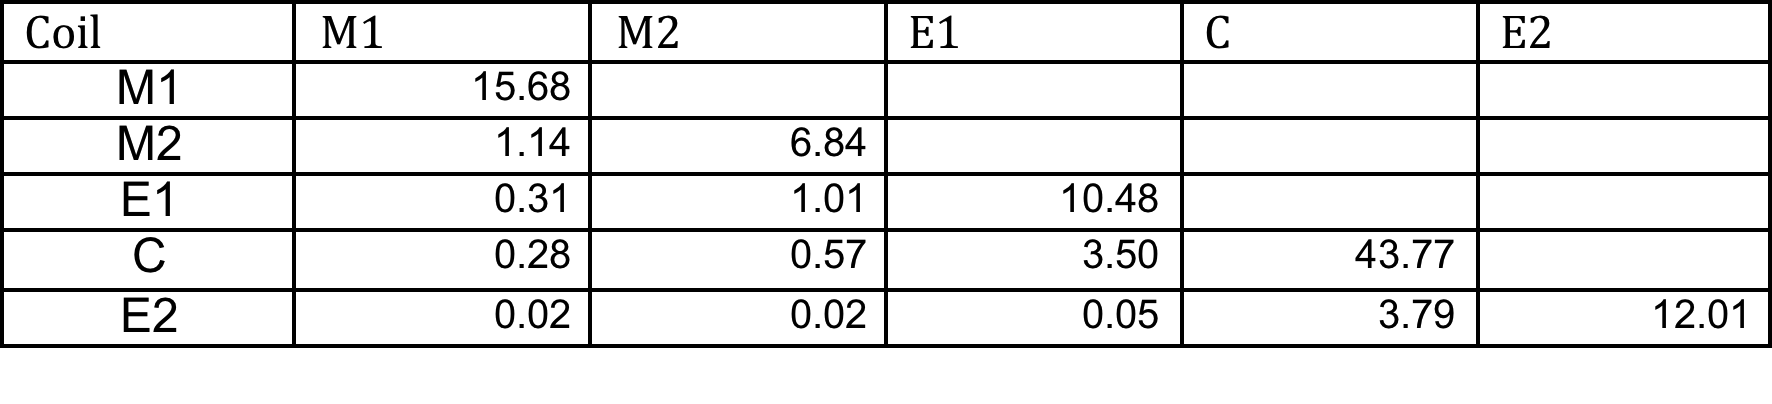 Coil M1 M2 E1 C E2
M1 15.68
M2 1.14 6.84
E1 0.31 1.01 10.48
C 0.28 0.57 3.50 43.77
E2 0.02 0.02 0.05 3.79 12.01